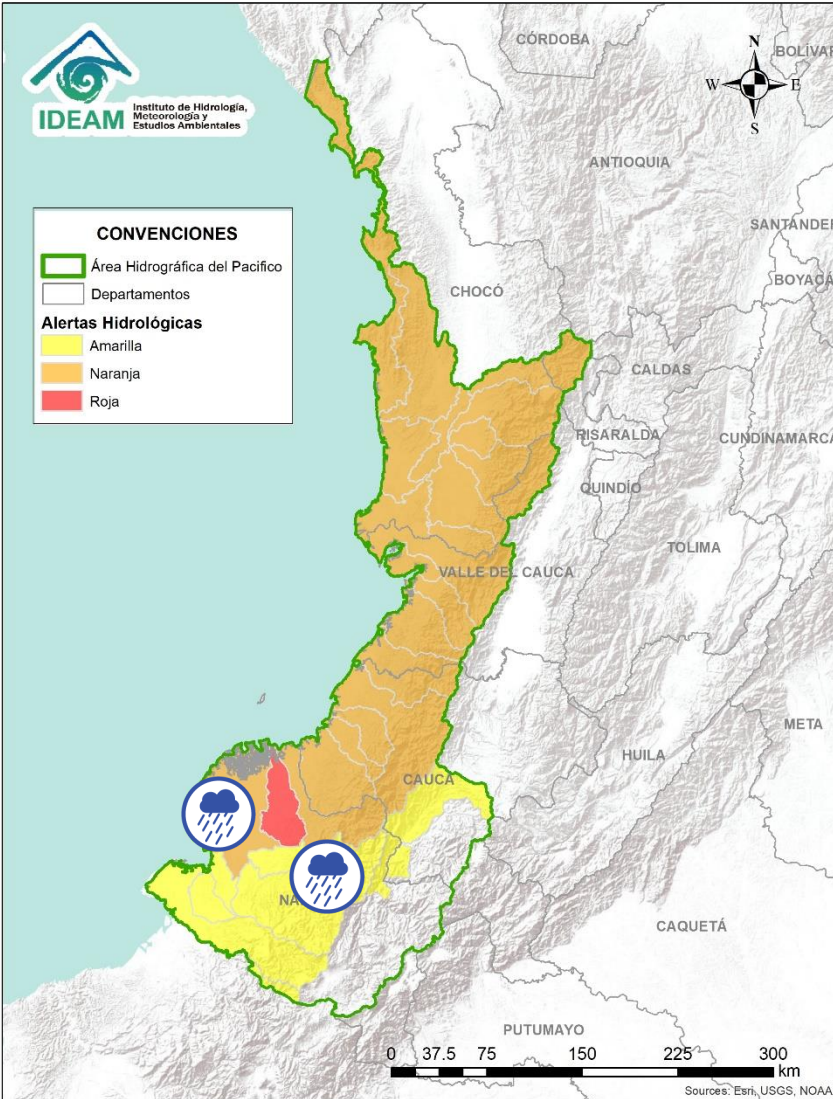 IDEAM
Instituto de Hidrología,
Meteorología y
Estudios Ambientales
CONVENCIONES
Área Hidrográfica del Pacifico
Departamentos
Alertas Hidrológicas
Amarilla
Naranja
Roja
N
W
E
S
CÓRDOBA
BOLÍVAR
ANTIOQUIA
SANTANDER
BOYACÁ
CHOCÓ
CALDAS
RISARALDA
CUNDINAMARCA
QUINDÍO
TOLIMA
VALLE DEL CAUCA
META
HUILA
CAUCA
NA
CAQUETÁ
PUTUMAYO
0 37.5 75 150 225 300
km
Sources: Esri, USGS, NOAA